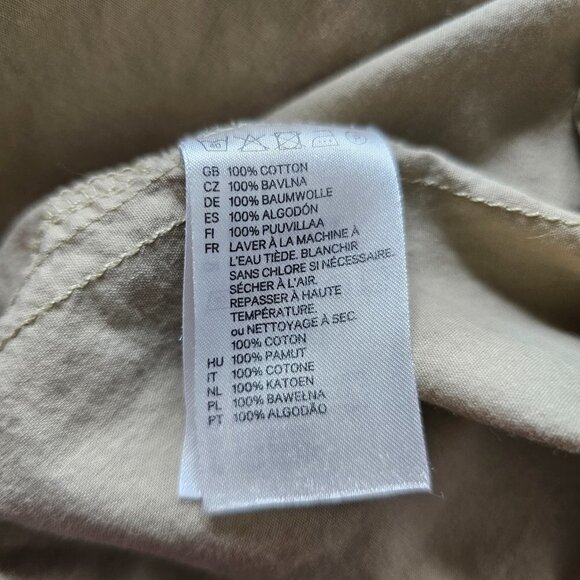 GB 100% COTTON
CZ 100% BAVLNA
DE 100% BAUMWOLLE
ES 100% ALGODÓN
FI 100% PUUVILLAA
FR LAVER À LA MACHINE À
L'EAU TIÈDE. BLANCHIR
SANS CHLORE SI NÉCESSAIRE.
SÉCHER À L'AIR.
REPASSER À HAUTE
TEMPÉRATURE.
ou NETTOYAGE À SEC.
100% COTON
HU 100% PAMUT
IT 100% COTONE
NL 100% KATOEN
PL 100% BAWEŁNA
PT 100% ALGODÃO